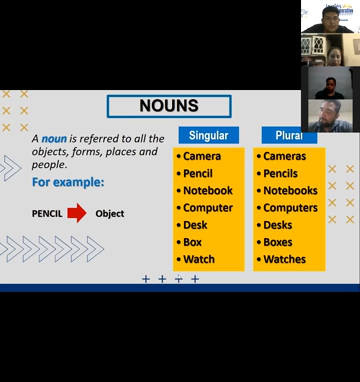 NOUNS
A noun is referred to all the
objects, forms, places and
people.
For example:
PENCIL
Object
Singular
• Camera
• Pencil
• Notebook
• Computer
• Desk
• Box
• Watch
Plural
• Cameras
• Pencils
• Notebooks
• Computers
• Desks
• Boxes
• Watches